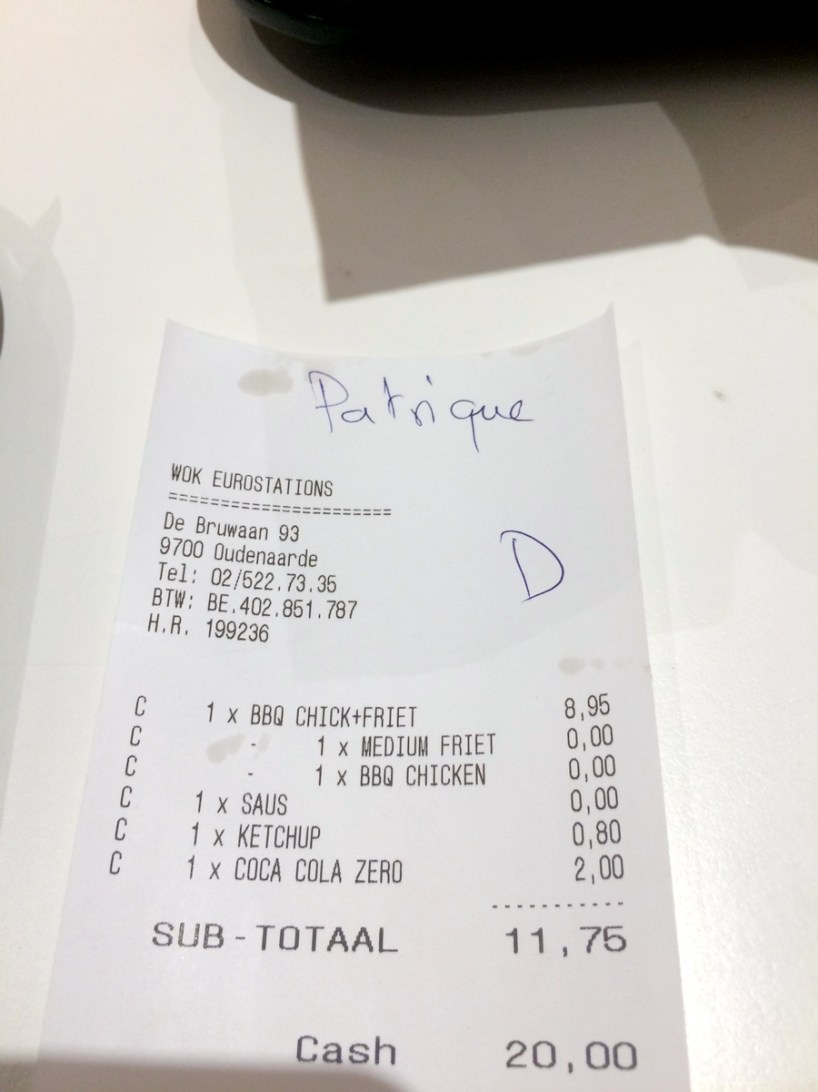 Patrique
WOK EUROSTATIONS
======================
De Bruwaan 93
9700 Oudenaarde
D
Tel: 02/522.73.35
BTW: BE.402.851.787
H.R. 199236
C 1 x BBQ CHICK+FRIET 8,95
C - 1 x MEDIUM FRIET 0,00
C - 1 x BBQ CHICKEN 0,00
C 1 x SAUS 0,00
C 1 x KETCHUP 0,80
C 1 x COCA COLA ZERO 2,00
-----------
SUB-TOTAAL 11,75
Cash 20,00